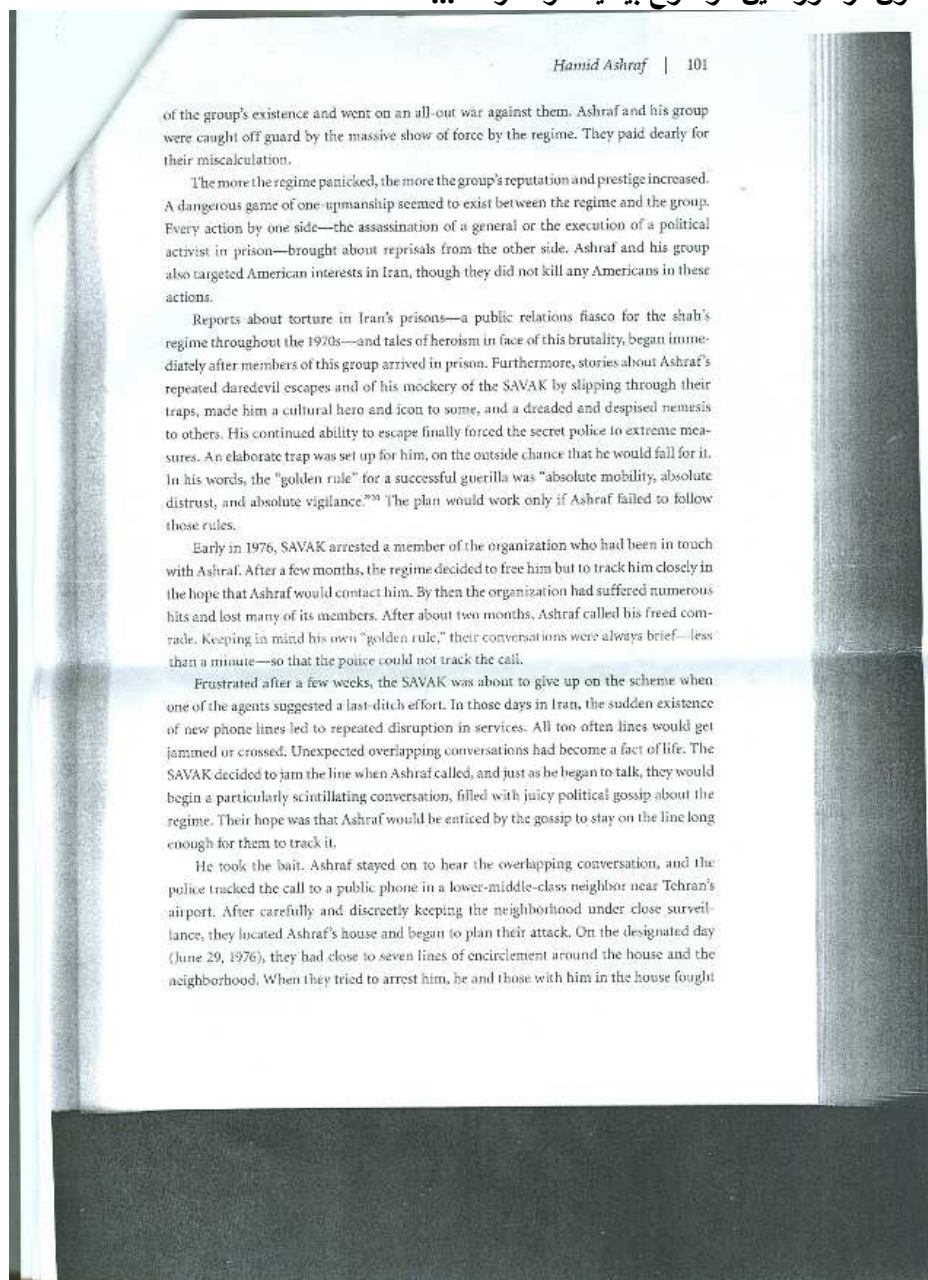 Hamid Ashraf | 101
of the group's existence and went on an all-out war against them. Ashraf and his group
were caught off guard by the massive show of force by the regime. They paid dearly for
their miscalculation.
The more the regime panicked, the more the group's reputation and prestige increased.
A dangerous game of one-upmanship seemed to exist between the regime and the group.
Every action by one side—the assassination of a general or the execution of a political
activist in prison—brought about reprisals from the other side. Ashraf and his group
also targeted American interests in Iran, though they did not kill any Americans in these
actions.
Reports about torture in Iran's prisons—a public relations fiasco for the shah's
regime throughout the 1970s—and tales of heroism in face of this brutality, began imme-
diately after members of this group arrived in prison. Furthermore, stories about Ashraf's
repeated daredevil escapes and of his mockery of the SAVAK by slipping through their
traps, made him a cultural hero and icon to some, and a dreaded and despised nemesis
to others. His continued ability to escape finally forced the secret police to extreme mea-
sures. An elaborate trap was set up for him, on the outside chance that he would fall for it.
In his words, the "golden rule" for a successful guerilla was "absolute mobility, absolute
distrust, and absolute vigilance." The plan would work only if Ashraf failed to follow
those rules.
Early in 1976, SAVAK arrested a member of the organization who had been in touch
with Ashraf. After a few months, the regime decided to free him but to track him closely in
the hope that Ashraf would contact him. By then the organization had suffered numerous
hits and lost many of its members. After about two months, Ashraf called his freed com-
rade. Keeping in mind his own "golden rule," their conversations were always brief—less
than a minute—so that the police could not track the call.
Frustrated after a few weeks, the SAVAK was about to give up on the scheme when
one of the agents suggested a last-ditch effort. In those days in Iran, the sudden existence
of new phone lines led to repeated disruption in services. All too often lines would get
jammed or crossed. Unexpected overlapping conversations had become a fact of life. The
SAVAK decided to jam the line when Ashraf called, and just as he began to talk, they would
begin a particularly scintillating conversation, filled with juicy political gossip about the
regime. Their hope was that Ashraf would be enticed by the gossip to stay on the line long
enough for them to track it.
He took the bait. Ashraf stayed on to hear the overlapping conversation, and the
police tracked the call to a public phone in a lower-middle-class neighbor near Tehran's
airport. After carefully and discreetly keeping the neighborhood under close surveil-
lance, they located Ashraf's house and began to plan their attack. On the designated day
(June 29, 1976), they had close to seven lines of encirclement around the house and the
neighborhood. When they tried to arrest him, he and those with him in the house fought